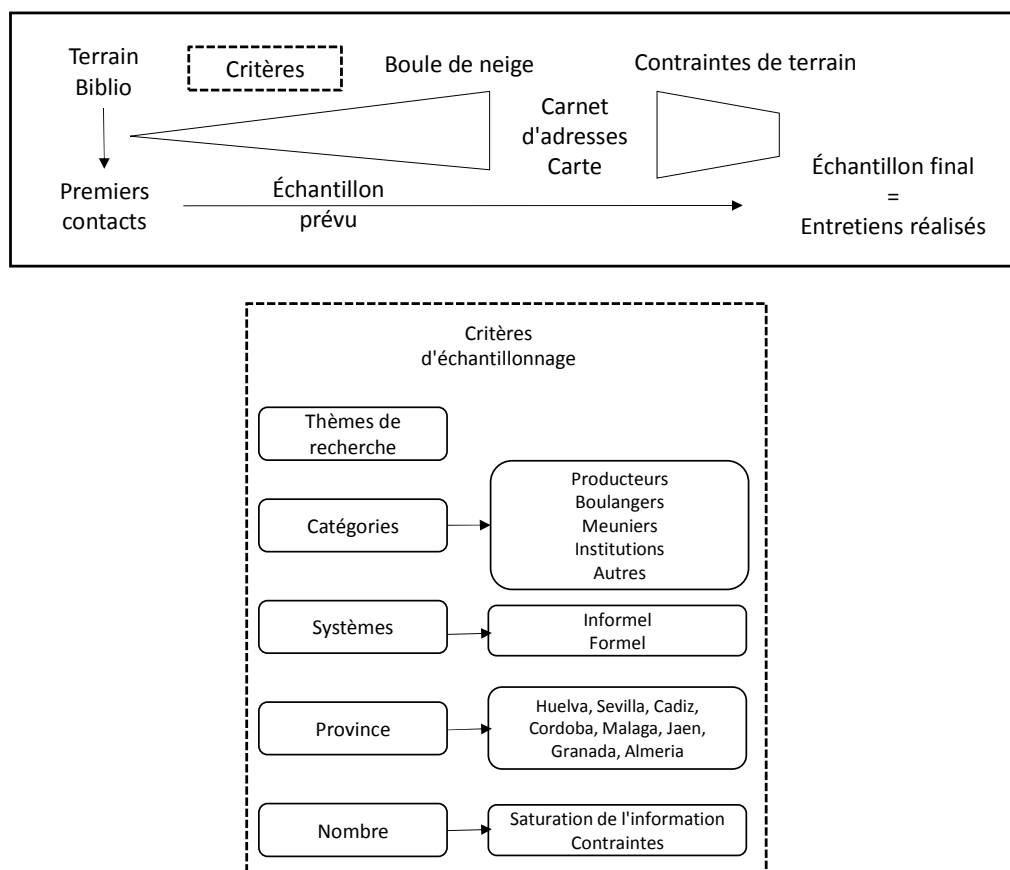 Terrain
Biblio
Critères
Boule de neige
Contraintes de terrain
Carnet
d'adresses
Carte
Premiers
contacts
Échantillon
prévu
Échantillon final
=
Entretiens réalisés
Critères
d'échantillonnage
Thèmes de
recherche
Catégories
Producteurs
Boulangers
Meuniers
Institutions
Autres
Systèmes
Informel
Formel
Province
Huelva, Sevilla, Cadiz,
Cordoba, Malaga, Jaen,
Granada, Almeria
Nombre
Saturation de l'information
Contraintes